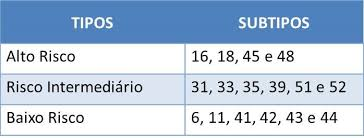 TIPOS SUBTIPOS
Alto Risco 16, 18, 45 e 48
Risco Intermediário 31, 33, 35, 39, 51 e 52
Baixo Risco 6, 11, 41, 42, 43 e 44